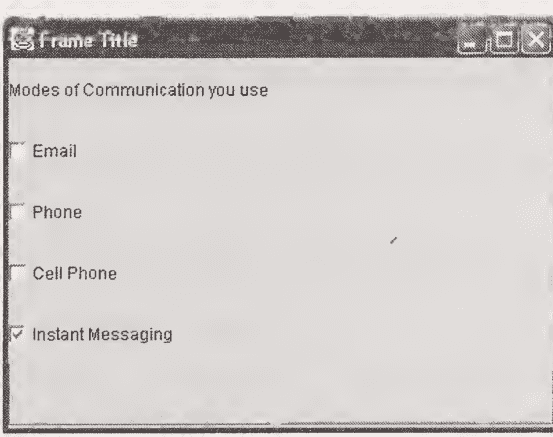 Frame Title
Modes of Communication you use
Email
Phone
Cell Phone
Instant Messaging